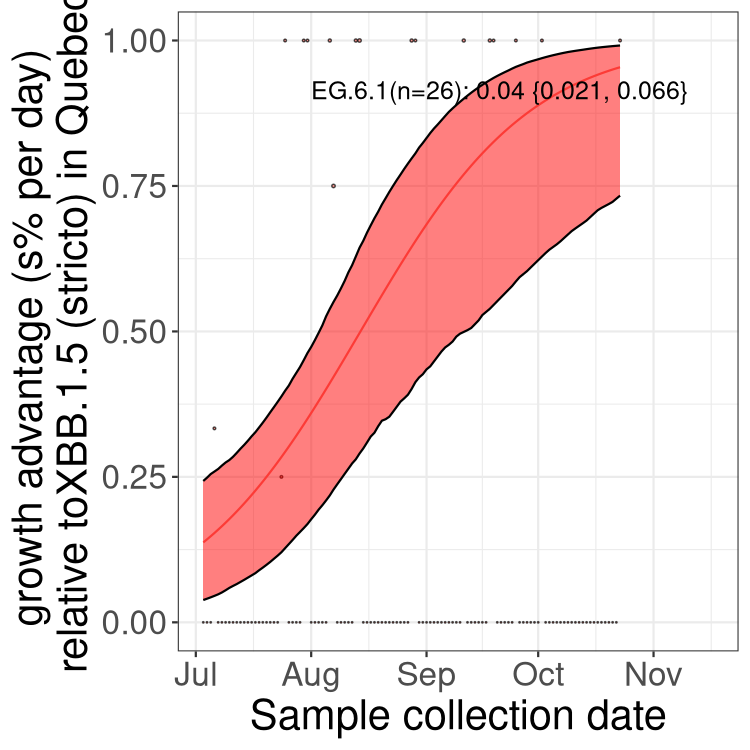 growth advantage (s% per day)
relative toXBB.1.5 (stricto) in Quebec
1.00
0.75
0.50
0.25
0.00
EG.6.1(n=26): 0.04 {0.021, 0.066}
Jul Aug Sep Oct Nov
Sample collection date